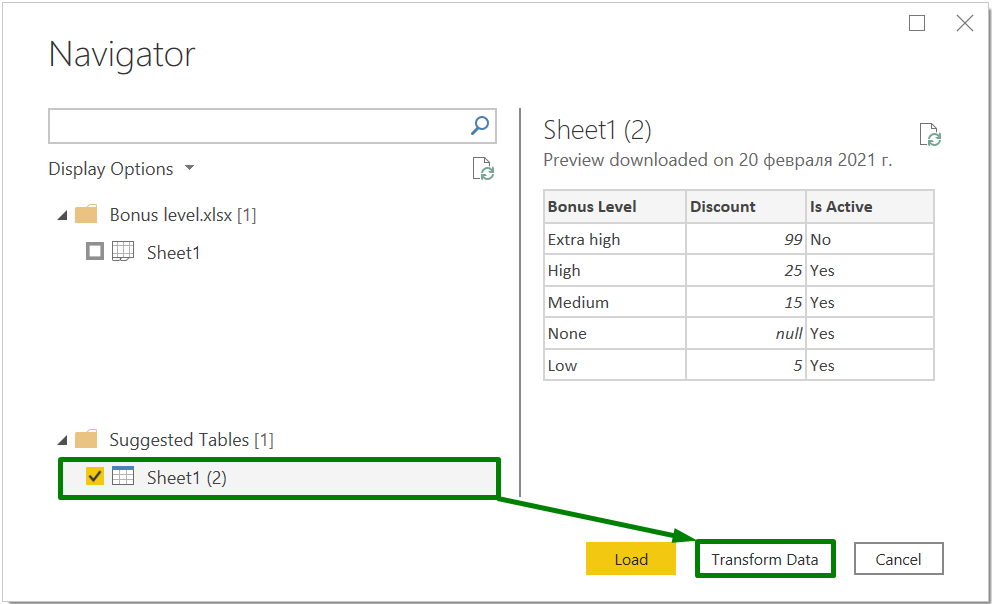 Navigator
Display Options
Bonus level.xlsx [1]
Sheet1
Suggested Tables [1]
Sheet1 (2)
Sheet1 (2)
Preview downloaded on 20 февраля 2021 г.
Bonus Level Discount Is Active
Extra high 99 No
High 25 Yes
Medium 15 Yes
None null Yes
Low 5 Yes
Load Transform Data Cancel